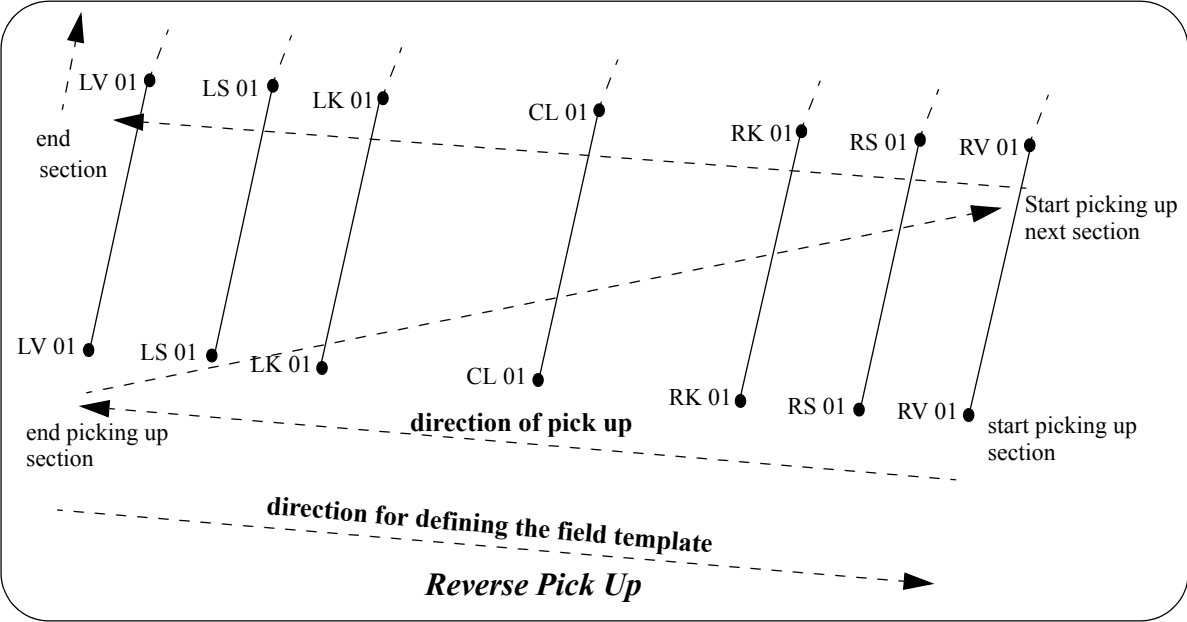 LV 01
LS 01
LK 01
CL 01
RK 01
RS 01
RV 01
end
section
Start picking up
next section
LV 01
LS 01
LK 01
CL 01
RK 01
RS 01
RV 01
direction of pick up
end picking up
section
start picking up
section
direction for defining the field template
Reverse Pick Up